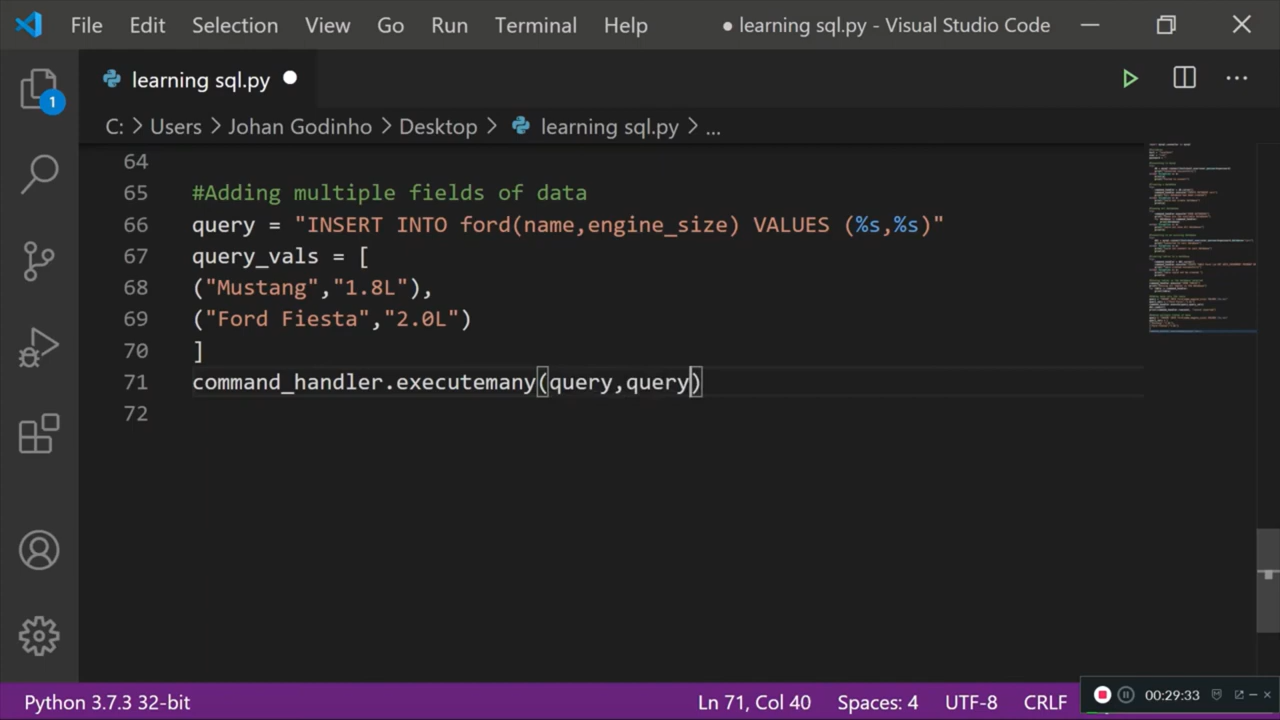 File Edit Selection View Go Run Terminal Help ● learning sql.py - Visual Studio Code
learning sql.py
1
C: > Users > Johan Godinho > Desktop > learning sql.py > ...
64
65 #Adding multiple fields of data
66 query = "INSERT INTO ford(name,engine_size) VALUES (%s,%s)"
67 query_vals = [
68 ("Mustang","1.8L"),
69 ("Ford Fiesta","2.0L")
70 ]
71 command_handler.executemany(query,query)
72
Python 3.7.3 32-bit Ln 71, Col 40 Spaces: 4 UTF-8 CRLF 00:29:33